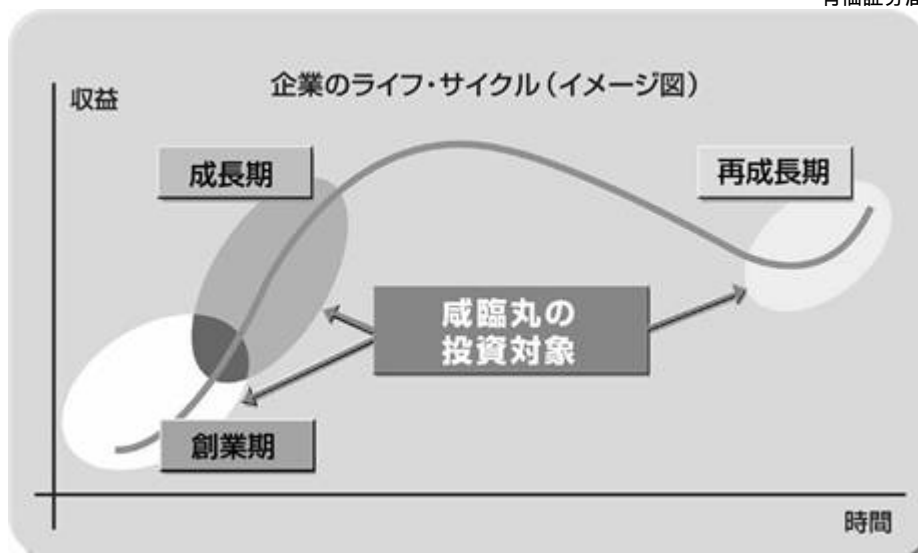 企業のライフ・サイクル（イメージ図）
収益
成長期
再成長期
咸臨丸の
投資対象
創業期
時間